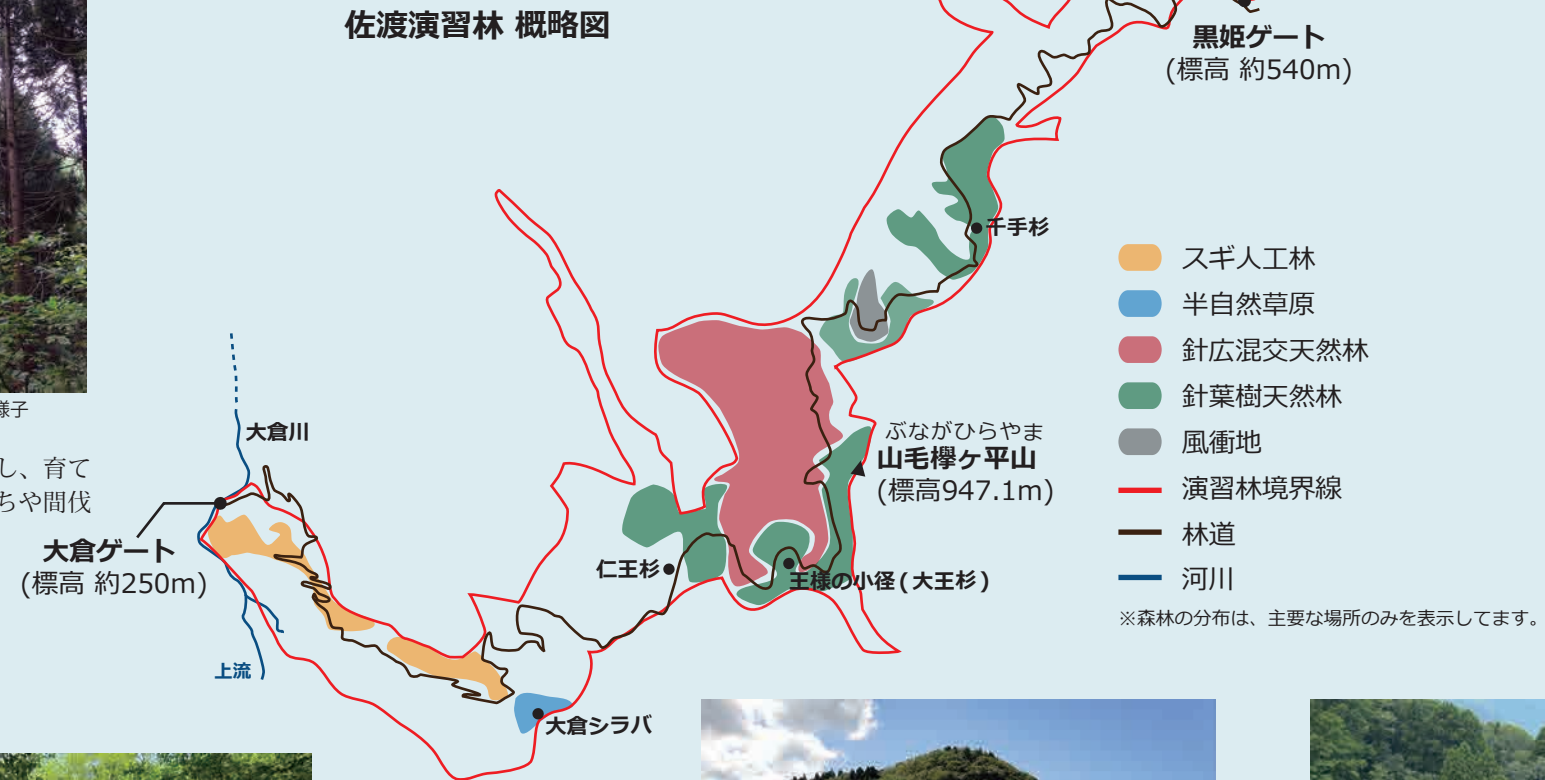 佐渡演習林 概略図
黒姫ゲート
(標高 約540m)
千手杉
スギ人工林
半自然草原
針広混交天然林
針葉樹天然林
風衝地
演習林境界線
林道
河川
※森林の分布は、主要な場所のみを表示してます。
様子
し、育て
ちや間伐
大倉川
大倉ゲート
(標高 約250m)
上流
ぶながひらやま
山毛欅ヶ平山
(標高947.1m)
仁王杉
王様の小径(大王杉)
大倉シラバ